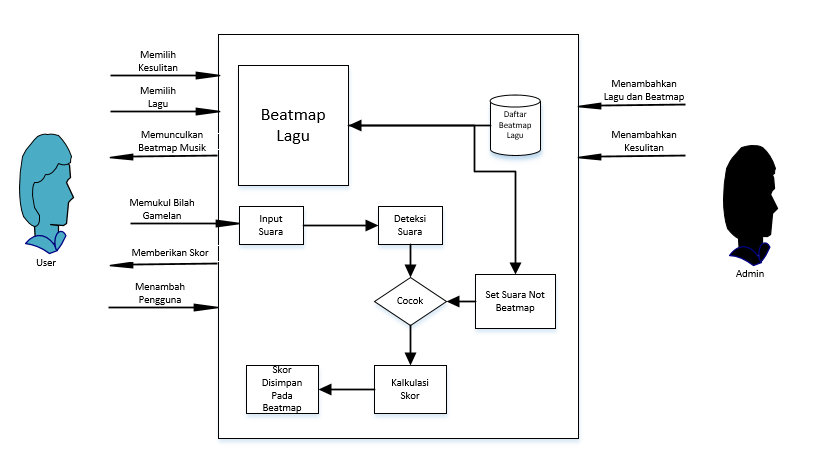 Memilih
Kesulitan
Memilih
Lagu
Memunculkan
Beatmap Musik
Memukul Bilah
Gamelan
Memberikan Skor
Menambah
Pengguna
User
Beatmap
Lagu
Daftar
Beatmap
Lagu
Input
Suara
Deteksi
Suara
Cocok
Set Suara Not
Beatmap
Kalkulasi
Skor
Skor
Disimpan
Pada
Beatmap
Menambahkan
Lagu dan Beatmap
Menambahkan
Kesulitan
Admin